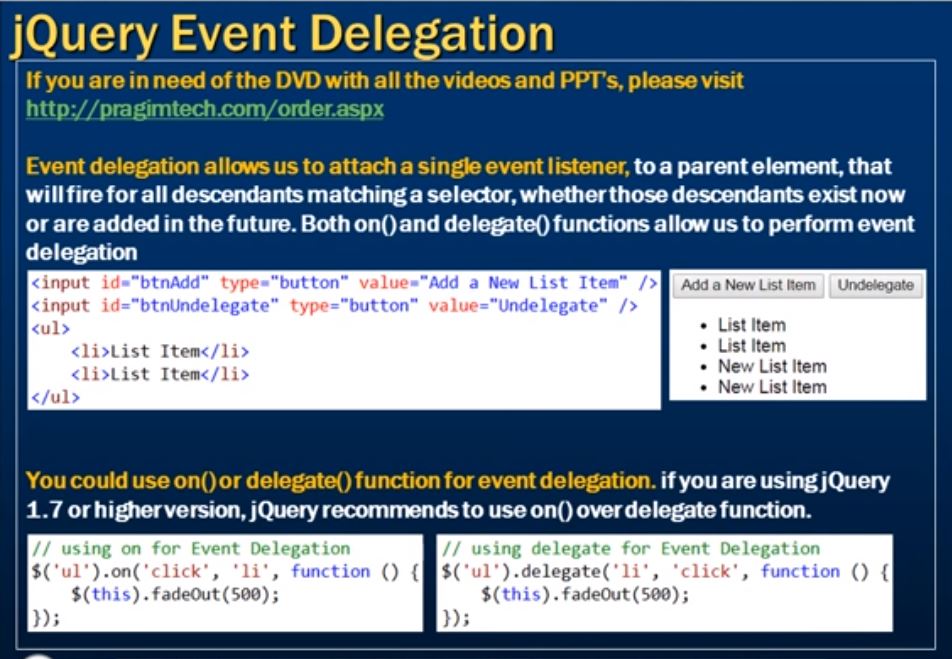 jQuery Event Delegation
If you are in need of the DVD with all the videos and PPT's, please visit
http://pragimtech.com/order.aspx
Event delegation allows us to attach a single event listener, to a parent element, that
will fire for all descendants matching a selector, whether those descendants exist now
or are added in the future. Both on() and delegate() functions allow us to perform event
delegation
<input id="btnAdd" type="button" value="Add a New List Item" />
<input id="btnUndelegate" type="button" value="Undelegate" />
<ul>
    <li>List Item</li>
    <li>List Item</li>
</ul>
Add a New List Item Undelegate
• List Item
• List Item
• New List Item
• New List Item
You could use on() or delegate() function for event delegation. if you are using jQuery
1.7 or higher version, jQuery recommends to use on() over delegate function.
// using on for Event Delegation
$('ul').on('click', 'li', function () {
    $(this).fadeOut(500);
});
// using delegate for Event Delegation
$('ul').delegate('li', 'click', function () {
    $(this).fadeOut(500);
});